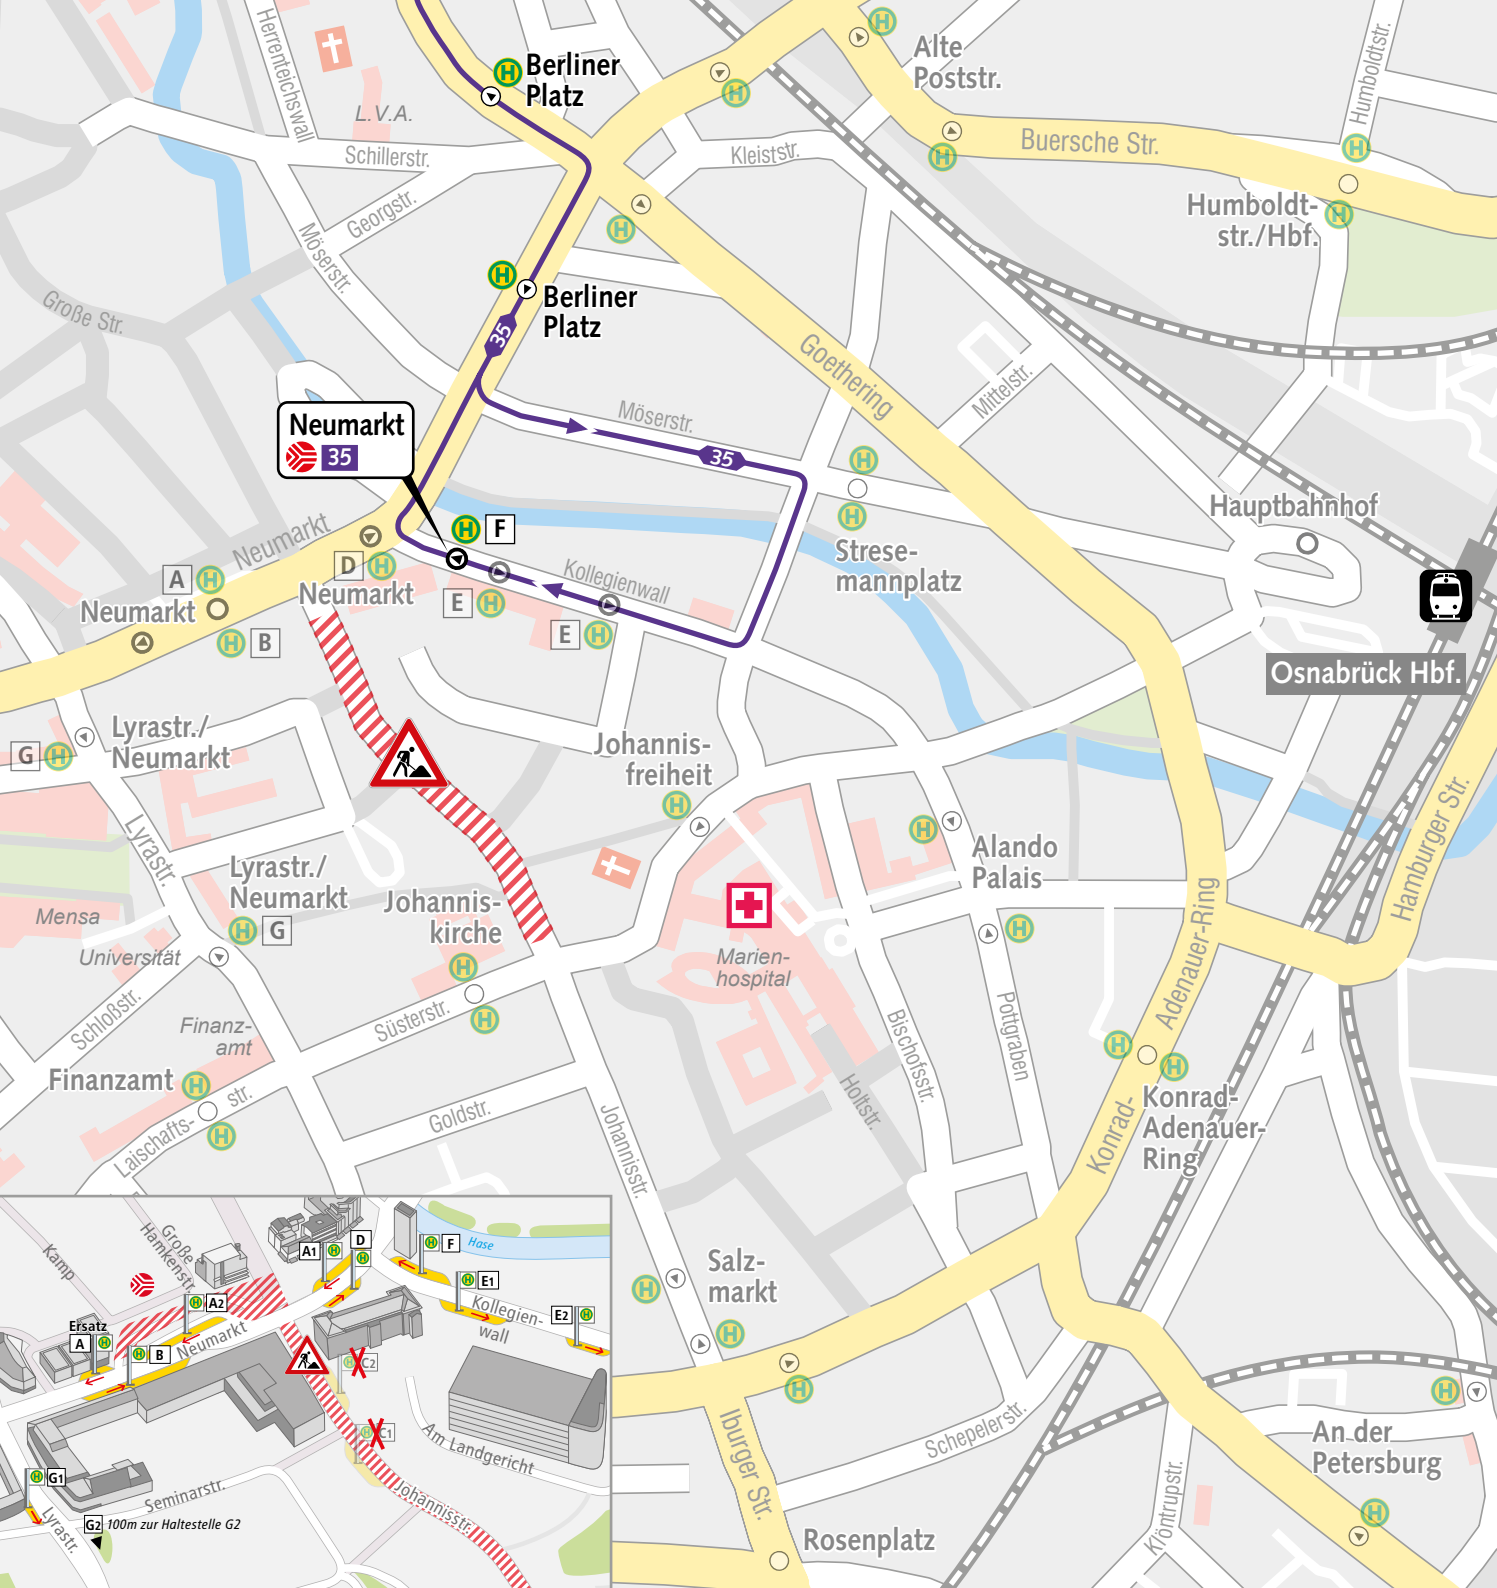 Herrenteichswall
L.V.A.
Schillerstr.
Georgstr.
Möserstr.
Große Str.
H
Berliner
Platz
H
Berliner
Platz
35
H
H
H
H
Alte
Poststr.
Buersche Str.
Kleiststr.
Humboldtstr.
H
Humboldt-
str./Hbf.
H
Goethering
Mittelstr.
Möserstr.
35
Neumarkt
35
H F
Neumarkt
D H
Neumarkt
A H
Neumarkt
H B
E H
E H
Kollegienwall
H
H
Strese-
mannplatz
Hauptbahnhof
Osnabrück Hbf.
Hamburger Str.
Lyrastr./
Neumarkt
G H
Lyrastr.
Lyrastr./
Neumarkt
H G
Johannis-
freiheit
H
Johannis-
kirche
H
H
H
Alando
Palais
H
Mensa
Universität
Schloßstr.
Finanz-
amt
Finanzamt H
H
Laischafts-
str.
Süsterstr.
Goldstr.
Johannisstr.
Marien-
hospital
Holtstr.
Bischofsstr.
Pottgraben
Adenauer-Ring
Konrad-
H
H
Konrad-
Adenauer-
Ring
Salz-
markt
H
H
H
Iburger Str.
Schepelerstr.
Rosenplatz
Klöntrupstr.
An der
Petersburg
H
H
Kamp
Große
Hamkenstr.
A1 H
D
H
H F
Hase
H E1
E2 H
Kollegien-
wall
H A2
Ersatz
A H
H B
Neumarkt
H C2
H C1
Am Landgericht
Johannisstr.
H G1
Lyrastr.
Seminarstr.
G2 100m zur Haltestelle G2